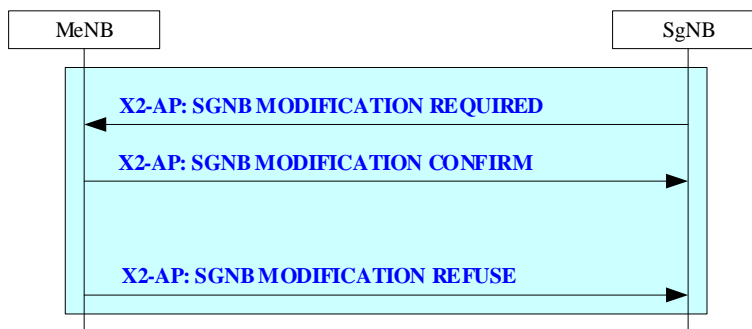 MeNB
SgNB
X2-AP: SGNB MODIFICATION REQUIRED
X2-AP: SGNB MODIFICATION CONFIRM
X2-AP: SGNB MODIFICATION REFUSE